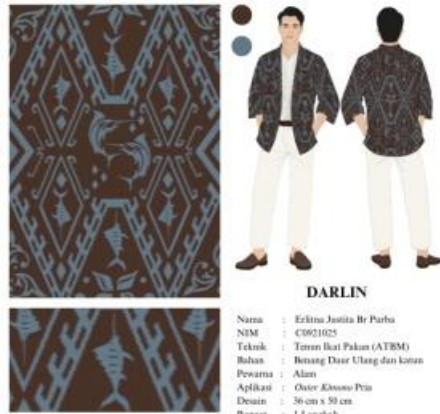 DARLIN
Nama : Erlitna Justita Br Purba
NIM : C0921025
Teknik : Tenun Ikat Pakan (ATBM)
Bahan : Benang Daur Ulang dan katun
Pewarna : Alam
Aplikasi : Outer Kimono Pria
Desain : 36 cm x 50 cm